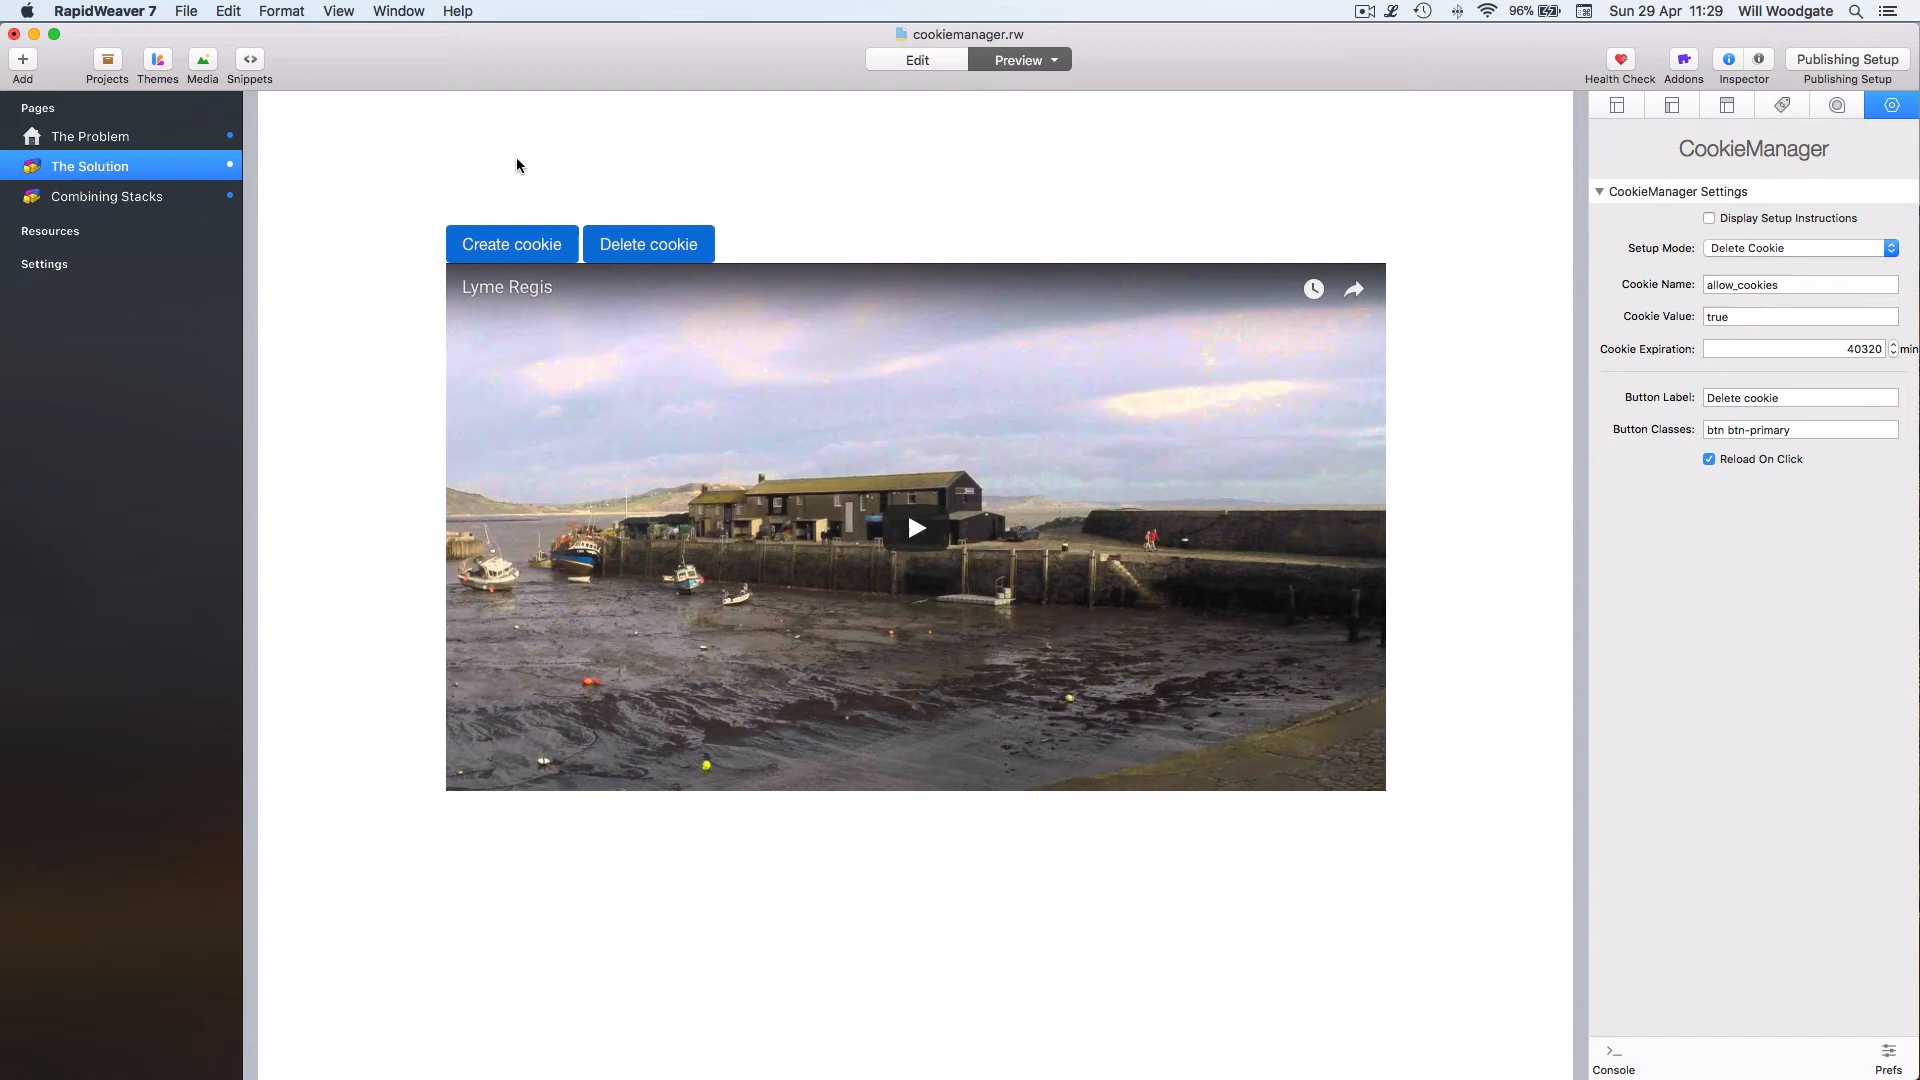 RapidWeaver 7 File Edit Format View Window Help
96% Sun 29 Apr 11:29 Will Woodgate
cookiemanager.rw
Edit Preview
Publishing Setup
Add Projects Themes Media Snippets
Health Check Addons Inspector Publishing Setup
Pages
The Problem
The Solution
Combining Stacks
Resources
Settings
Create cookie Delete cookie
Lyme Regis
CookieManager
CookieManager Settings
Display Setup Instructions
Setup Mode: Delete Cookie
Cookie Name: allow_cookies
Cookie Value: true
Cookie Expiration: 40320 min
Button Label: Delete cookie
Button Classes: btn btn-primary
Reload On Click
Console Prefs